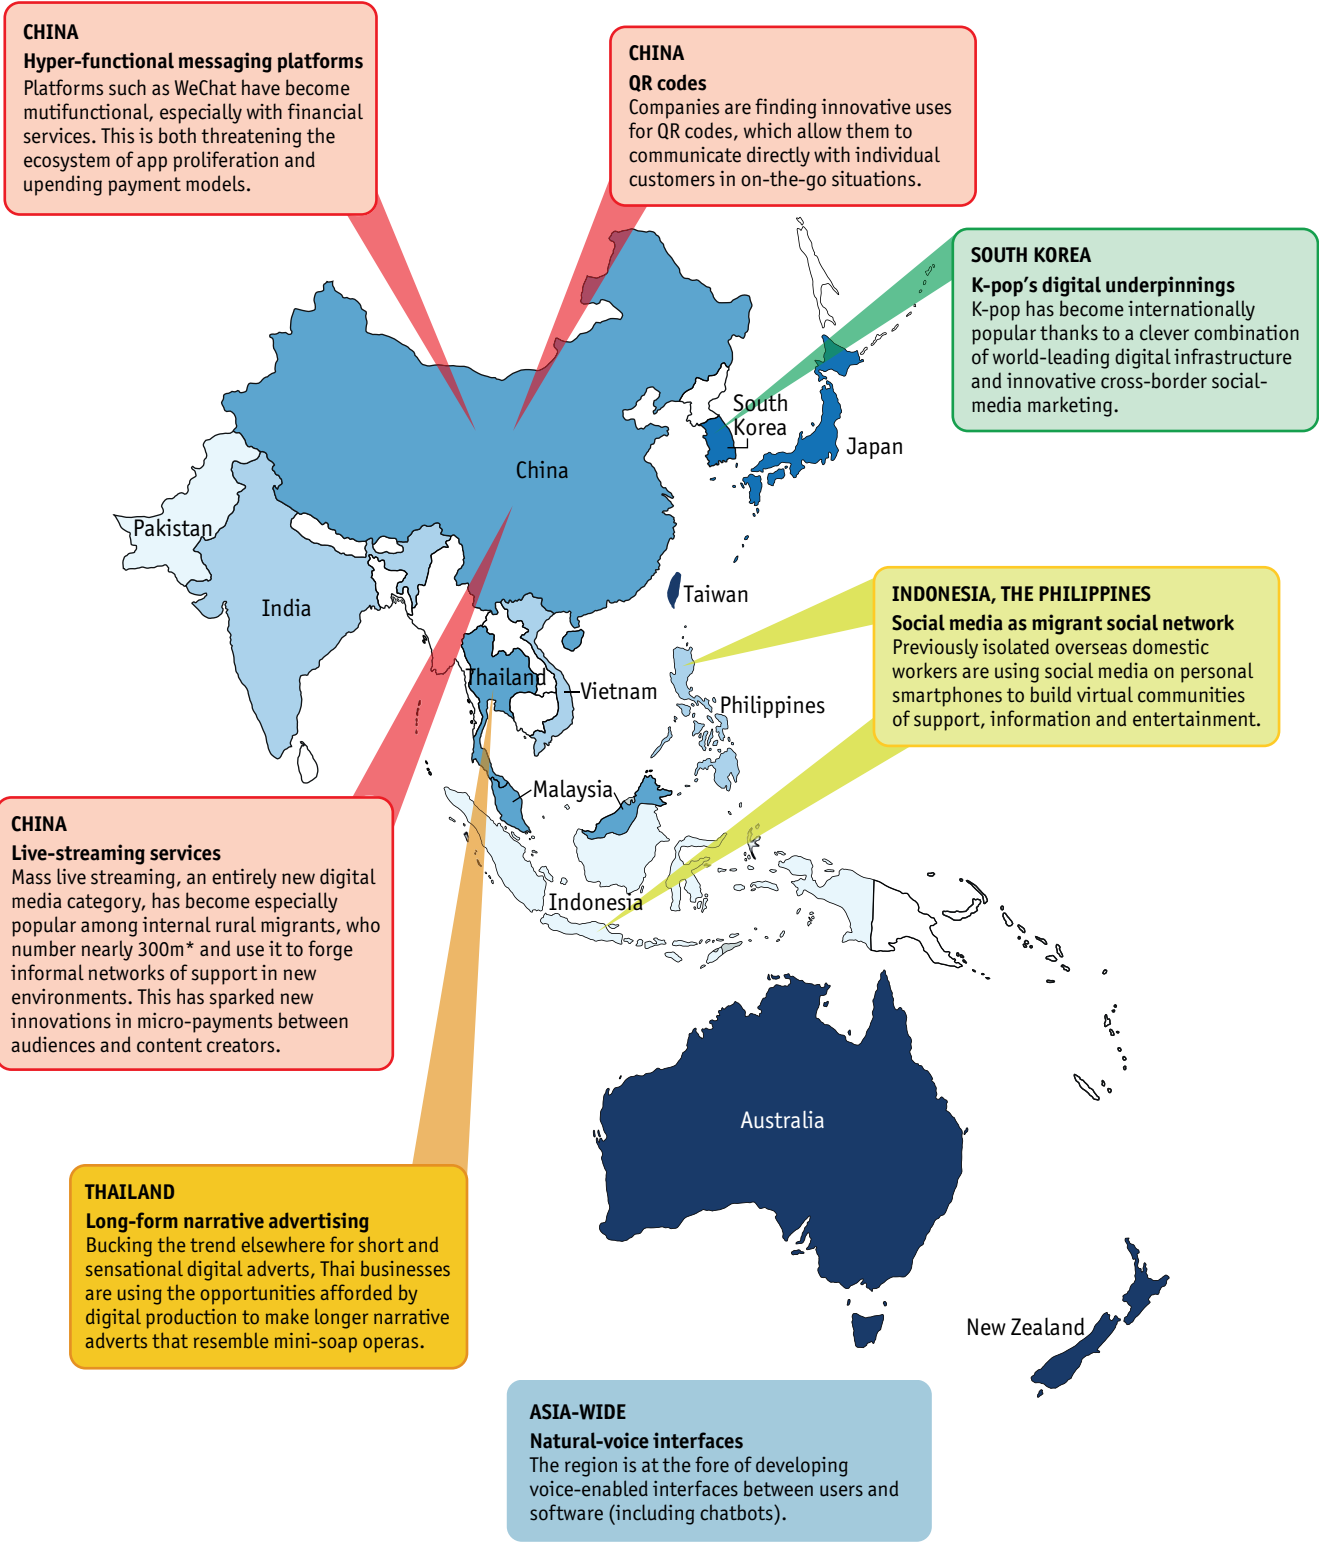 CHINA
Hyper-functional messaging platforms
Platforms such as WeChat have become
mutifunctional, especially with financial
services. This is both threatening the
ecosystem of app proliferation and
upending payment models.
CHINA
QR codes
Companies are finding innovative uses
for QR codes, which allow them to
communicate directly with individual
customers in on-the-go situations.
SOUTH KOREA
K-pop’s digital underpinnings
K-pop has become internationally
popular thanks to a clever combination
of world-leading digital infrastructure
and innovative cross-border social-
media marketing.
South
Korea
Japan
China
Pakistan
India
Taiwan
Thailand
Vietnam
Philippines
Malaysia
Indonesia
INDONESIA, THE PHILIPPINES
Social media as migrant social network
Previously isolated overseas domestic
workers are using social media on personal
smartphones to build virtual communities
of support, information and entertainment.
CHINA
Live-streaming services
Mass live streaming, an entirely new digital
media category, has become especially
popular among internal rural migrants, who
number nearly 300m* and use it to forge
informal networks of support in new
environments. This has sparked new
innovations in micro-payments between
audiences and content creators.
Australia
THAILAND
Long-form narrative advertising
Bucking the trend elsewhere for short and
sensational digital adverts, Thai businesses
are using the opportunities afforded by
digital production to make longer narrative
adverts that resemble mini-soap operas.
New Zealand
ASIA-WIDE
Natural-voice interfaces
The region is at the fore of developing
voice-enabled interfaces between users and
software (including chatbots).